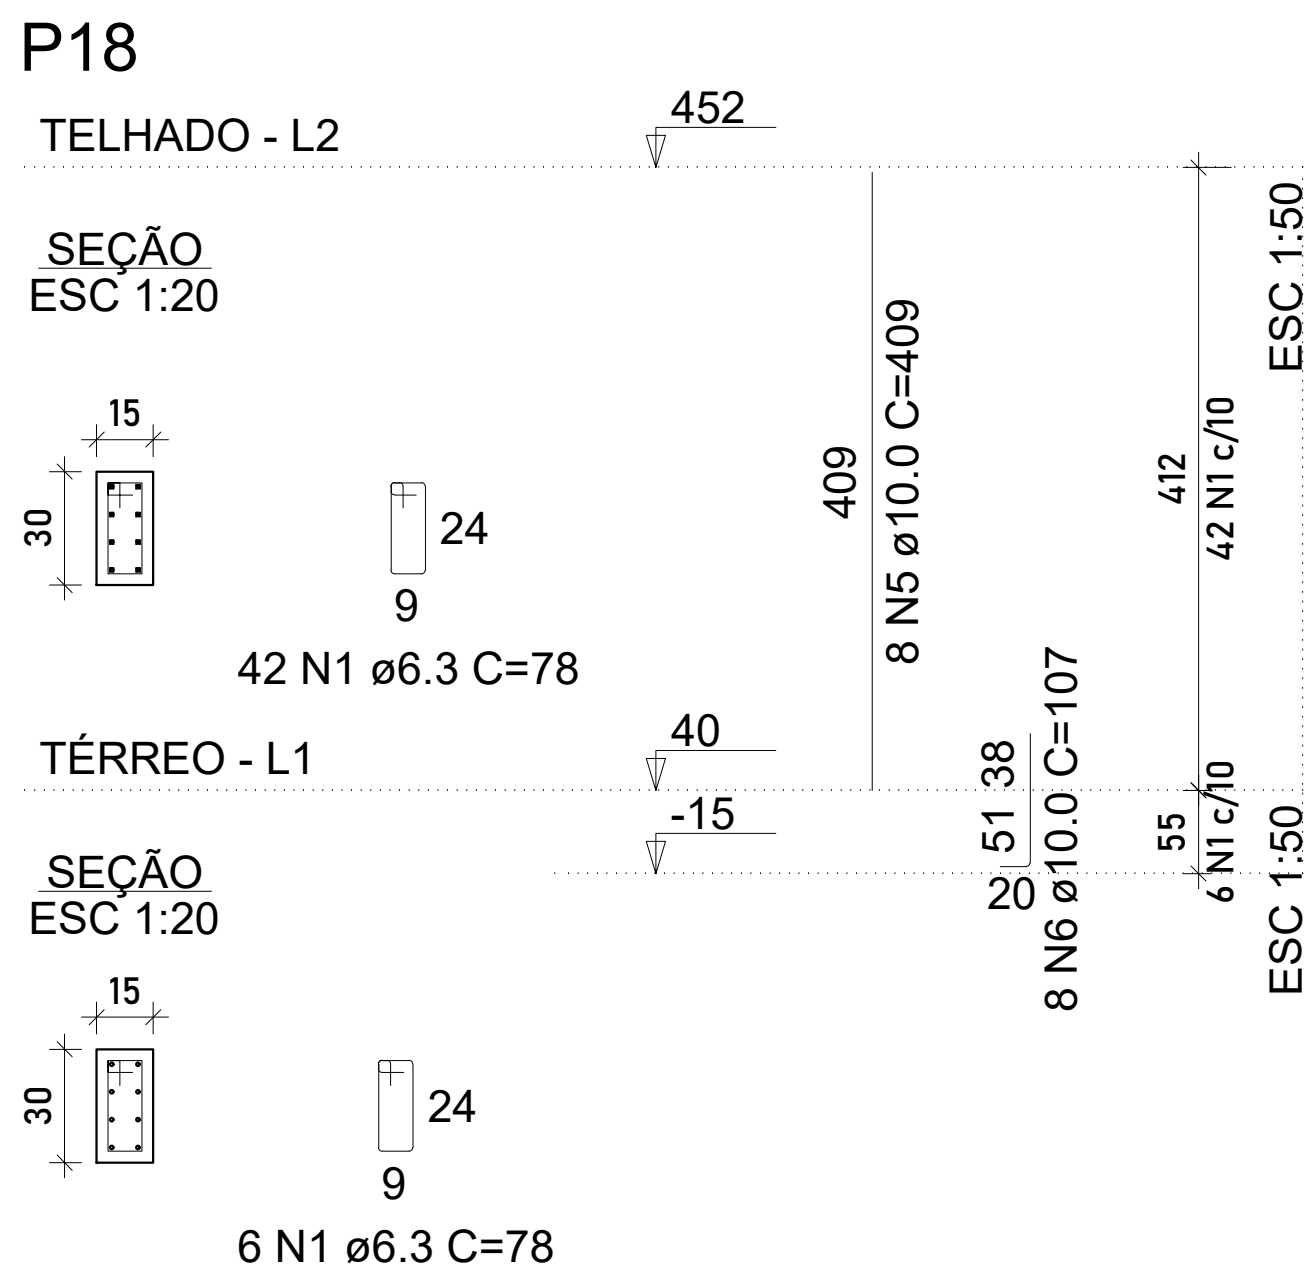 P18
TELHADO - L2
452
SEÇÃO
ESC 1:20
ESC 1:50
15
30
24
9
42 N1 ø6.3 C=78
409
8 N5 ø10.0 C=409
412
42 N1 c/10
TÉRREO - L1
40
-15
51 38
20
8 N6 ø10.0 C=107
55
6 N1 c/10
ESC 1:50
SEÇÃO
ESC 1:20
15
30
24
9
6 N1 ø6.3 C=78